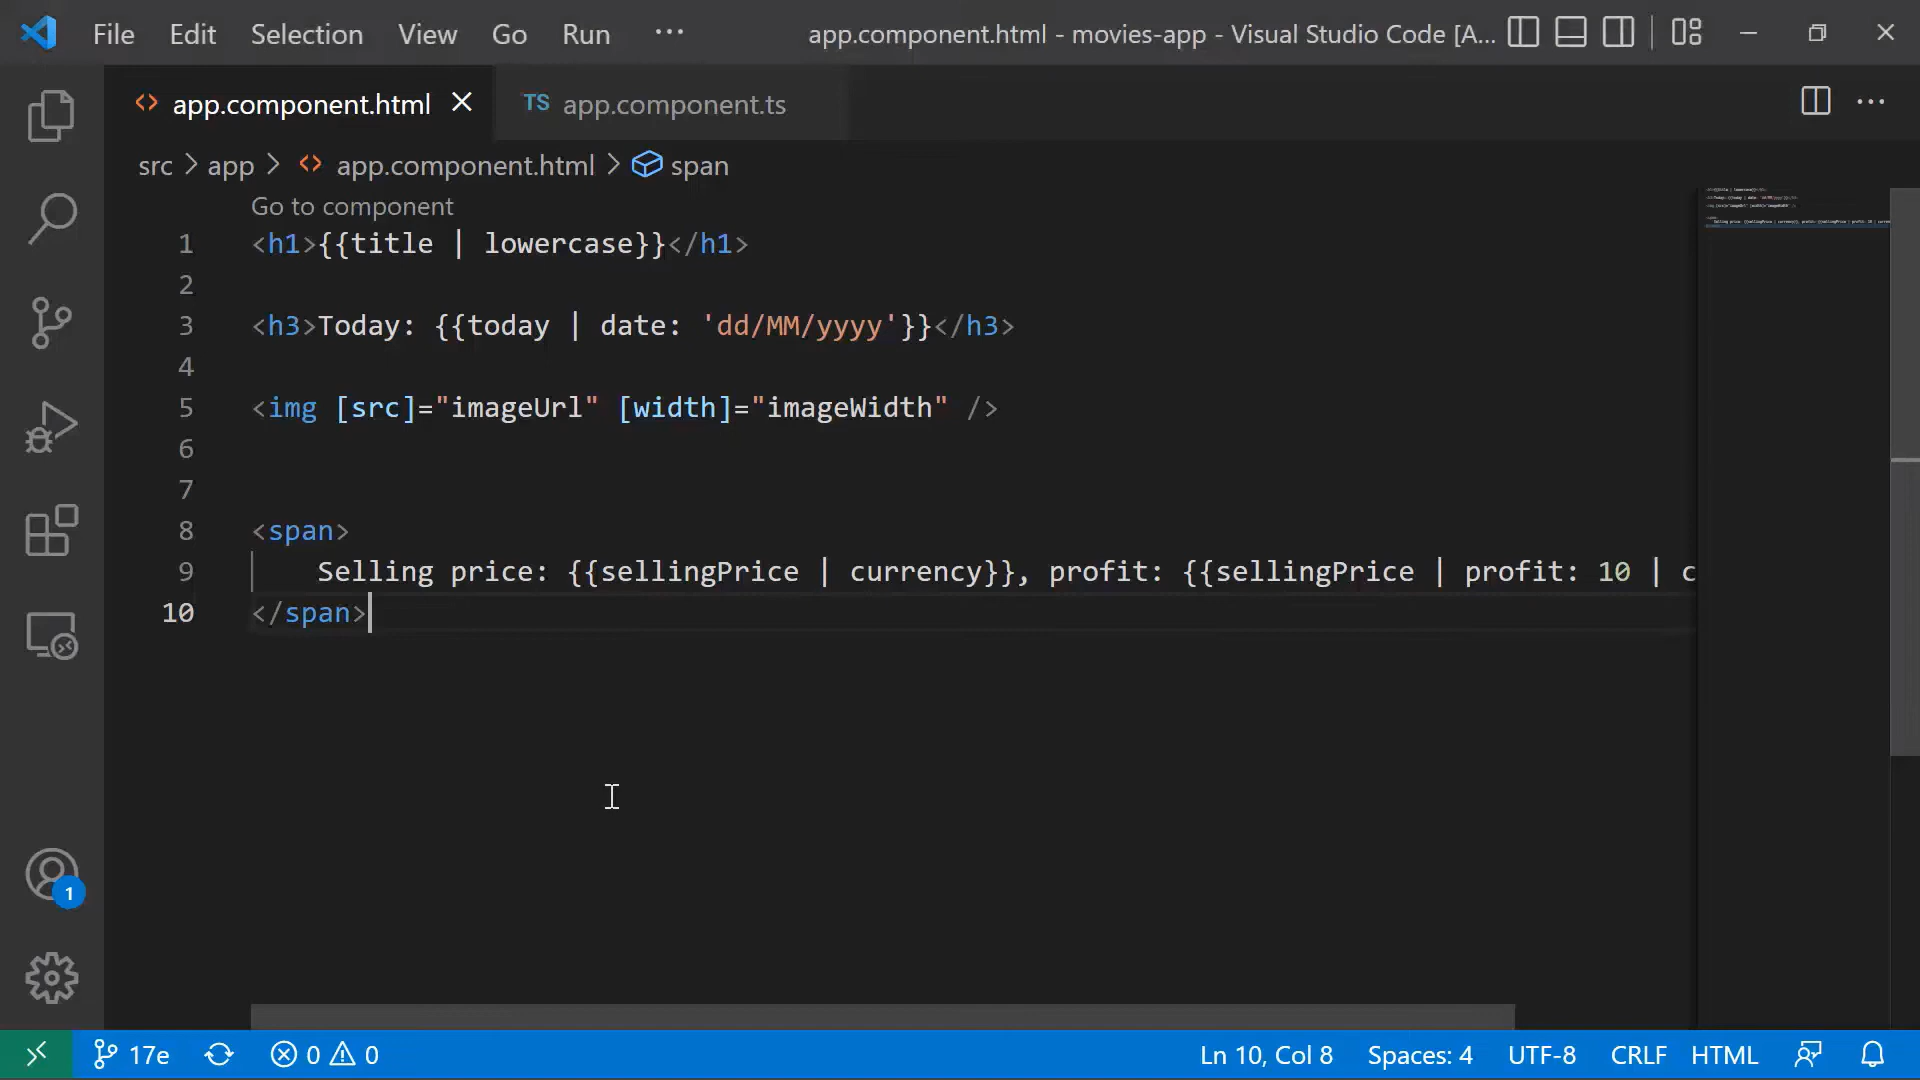 File Edit Selection View Go Run ··· app.component.html - movies-app - Visual Studio Code [A...
app.component.html TS app.component.ts
src > app > app.component.html > span
Go to component
1 <h1>{{title | lowercase}}</h1>
2
3 <h3>Today: {{today | date: 'dd/MM/yyyy'}}</h3>
4
5 <img [src]="imageUrl" [width]="imageWidth" />
6
7
8 <span>
9 Selling price: {{sellingPrice | currency}}, profit: {{sellingPrice | profit: 10 | c
10 </span>
1
17e 0 0 Ln 10, Col 8 Spaces: 4 UTF-8 CRLF HTML